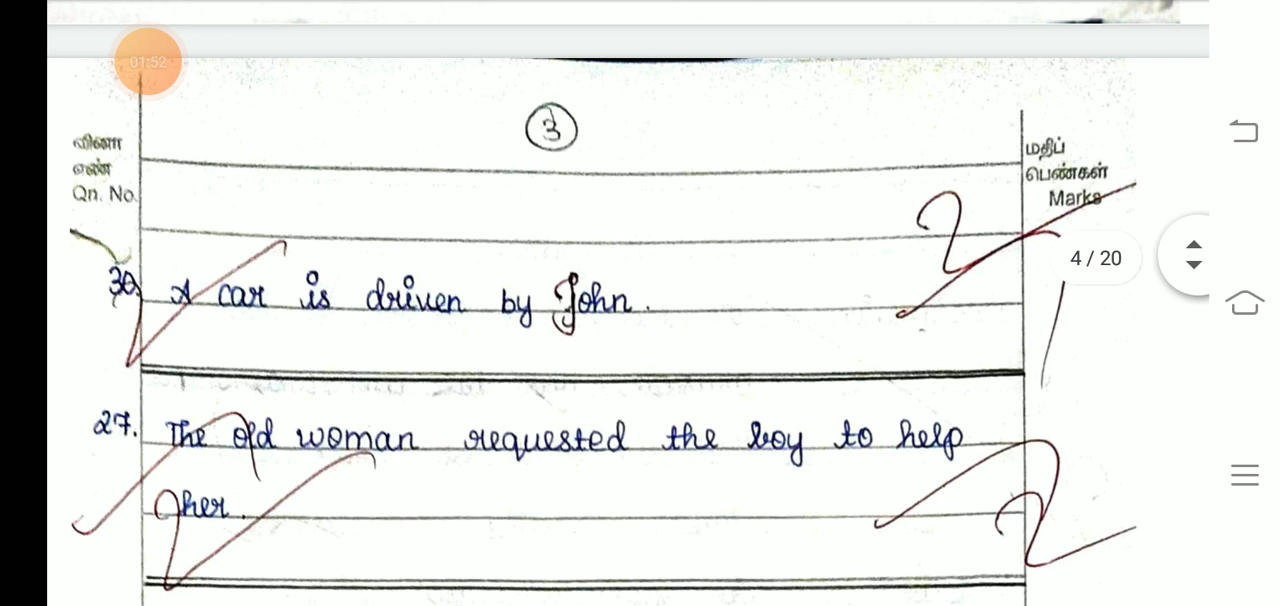 01:52
3
வினா
எண்
Qn. No.
மதிப்
பெண்கள்
Marks
2
4 / 20
30. A car is driven by John.
27. The old woman requested the boy to help
her.
2